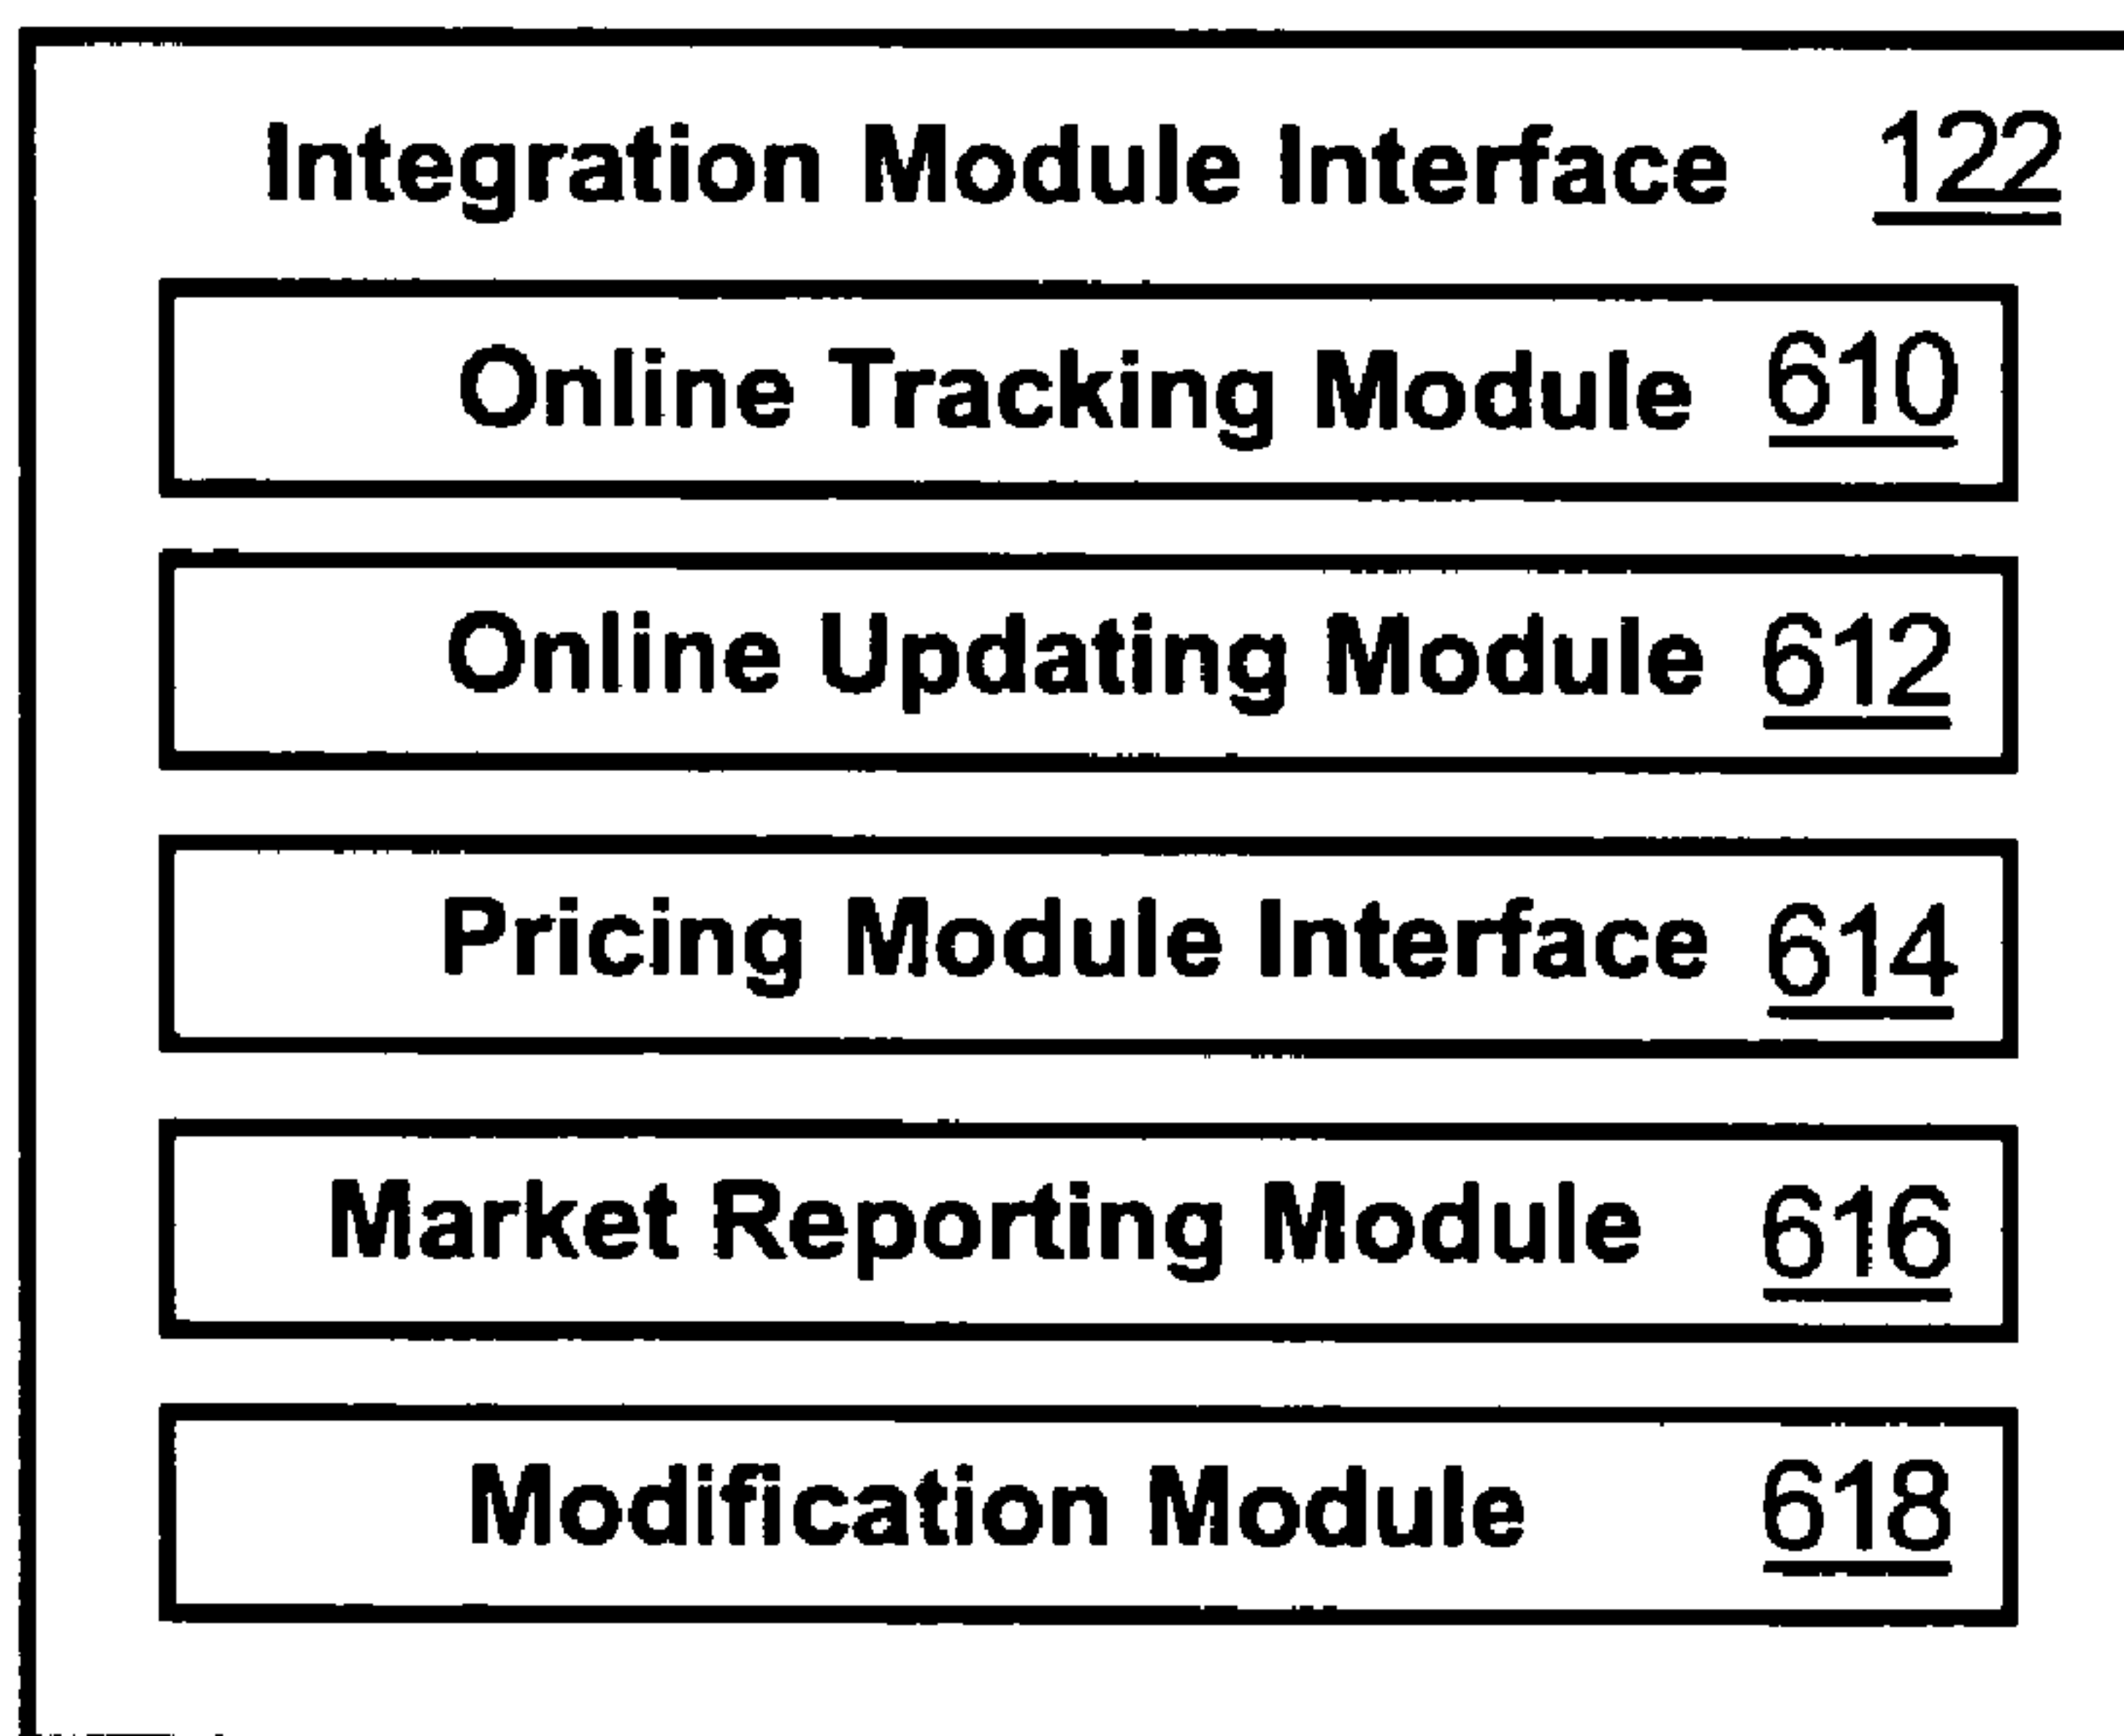 Integration Module Interface 122
Online Tracking Module 610
Online Updating Module 612
Pricing Module Interface 614
Market Reporting Module 616
Modification Module 618